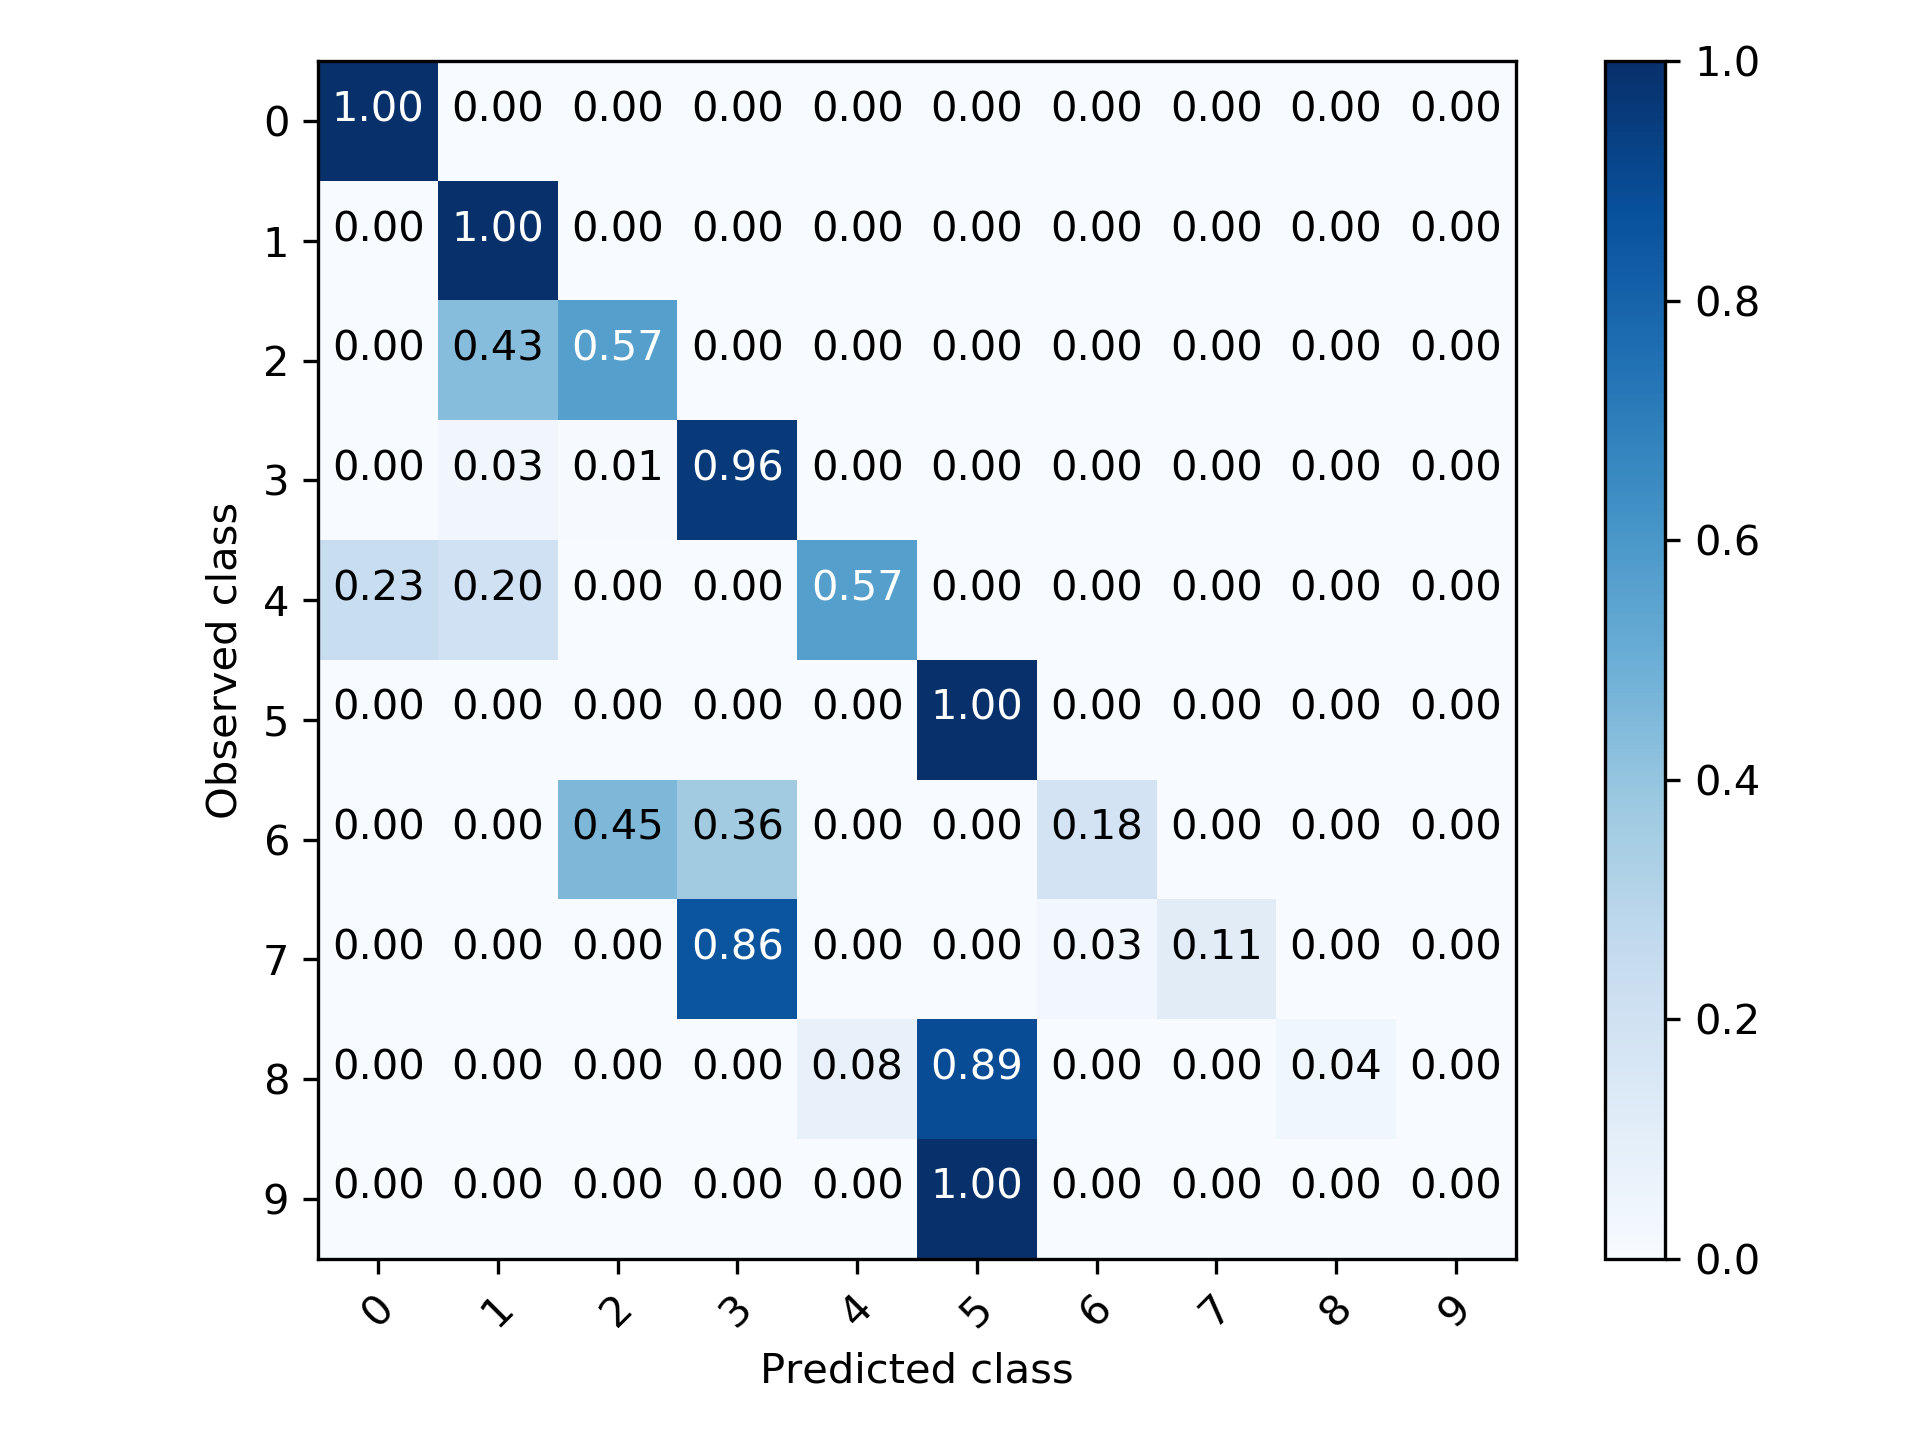 0 1.00 0.00 0.00 0.00 0.00 0.00 0.00 0.00 0.00 0.00
1 0.00 1.00 0.00 0.00 0.00 0.00 0.00 0.00 0.00 0.00
2 0.00 0.43 0.57 0.00 0.00 0.00 0.00 0.00 0.00 0.00
3 0.00 0.03 0.01 0.96 0.00 0.00 0.00 0.00 0.00 0.00
4 0.23 0.20 0.00 0.00 0.57 0.00 0.00 0.00 0.00 0.00
5 0.00 0.00 0.00 0.00 0.00 1.00 0.00 0.00 0.00 0.00
6 0.00 0.00 0.45 0.36 0.00 0.00 0.18 0.00 0.00 0.00
7 0.00 0.00 0.00 0.86 0.00 0.00 0.03 0.11 0.00 0.00
8 0.00 0.00 0.00 0.00 0.08 0.89 0.00 0.00 0.04 0.00
9 0.00 0.00 0.00 0.00 0.00 1.00 0.00 0.00 0.00 0.00
0 1 2 3 4 5 6 7 8 9
Predicted class
Observed class
1.0
0.8
0.6
0.4
0.2
0.0